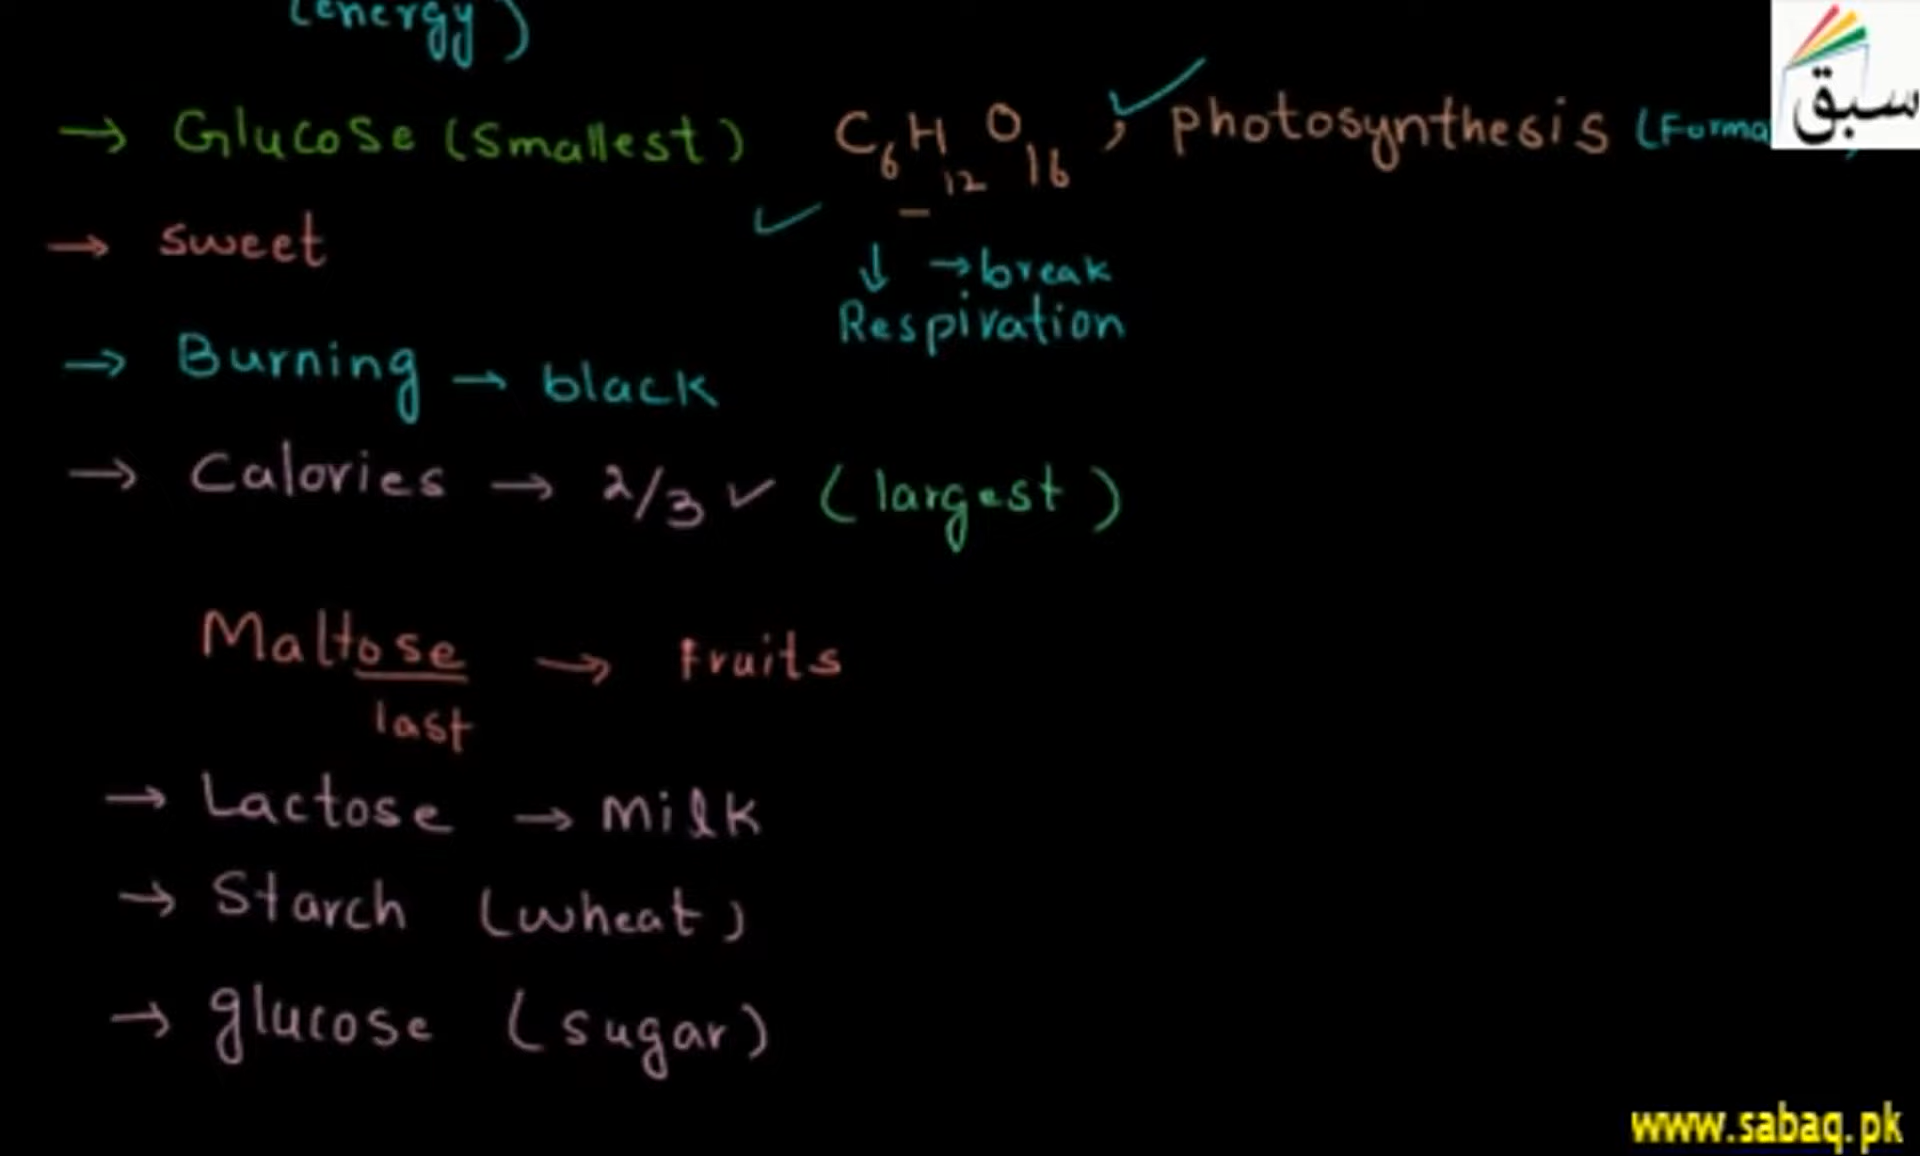 (energy)
→ Glucose (smallest) C6H12O16 ; photosynthesis (Forma
سبق
→ sweet
↓ → break
Respiration
→ Burning → black
→ Calories → 2/3 ✓ (largest)
Maltose → Fruits
last
→ Lactose → Milk
→ Starch (wheat)
→ glucose (sugar)
www.sabaq.pk